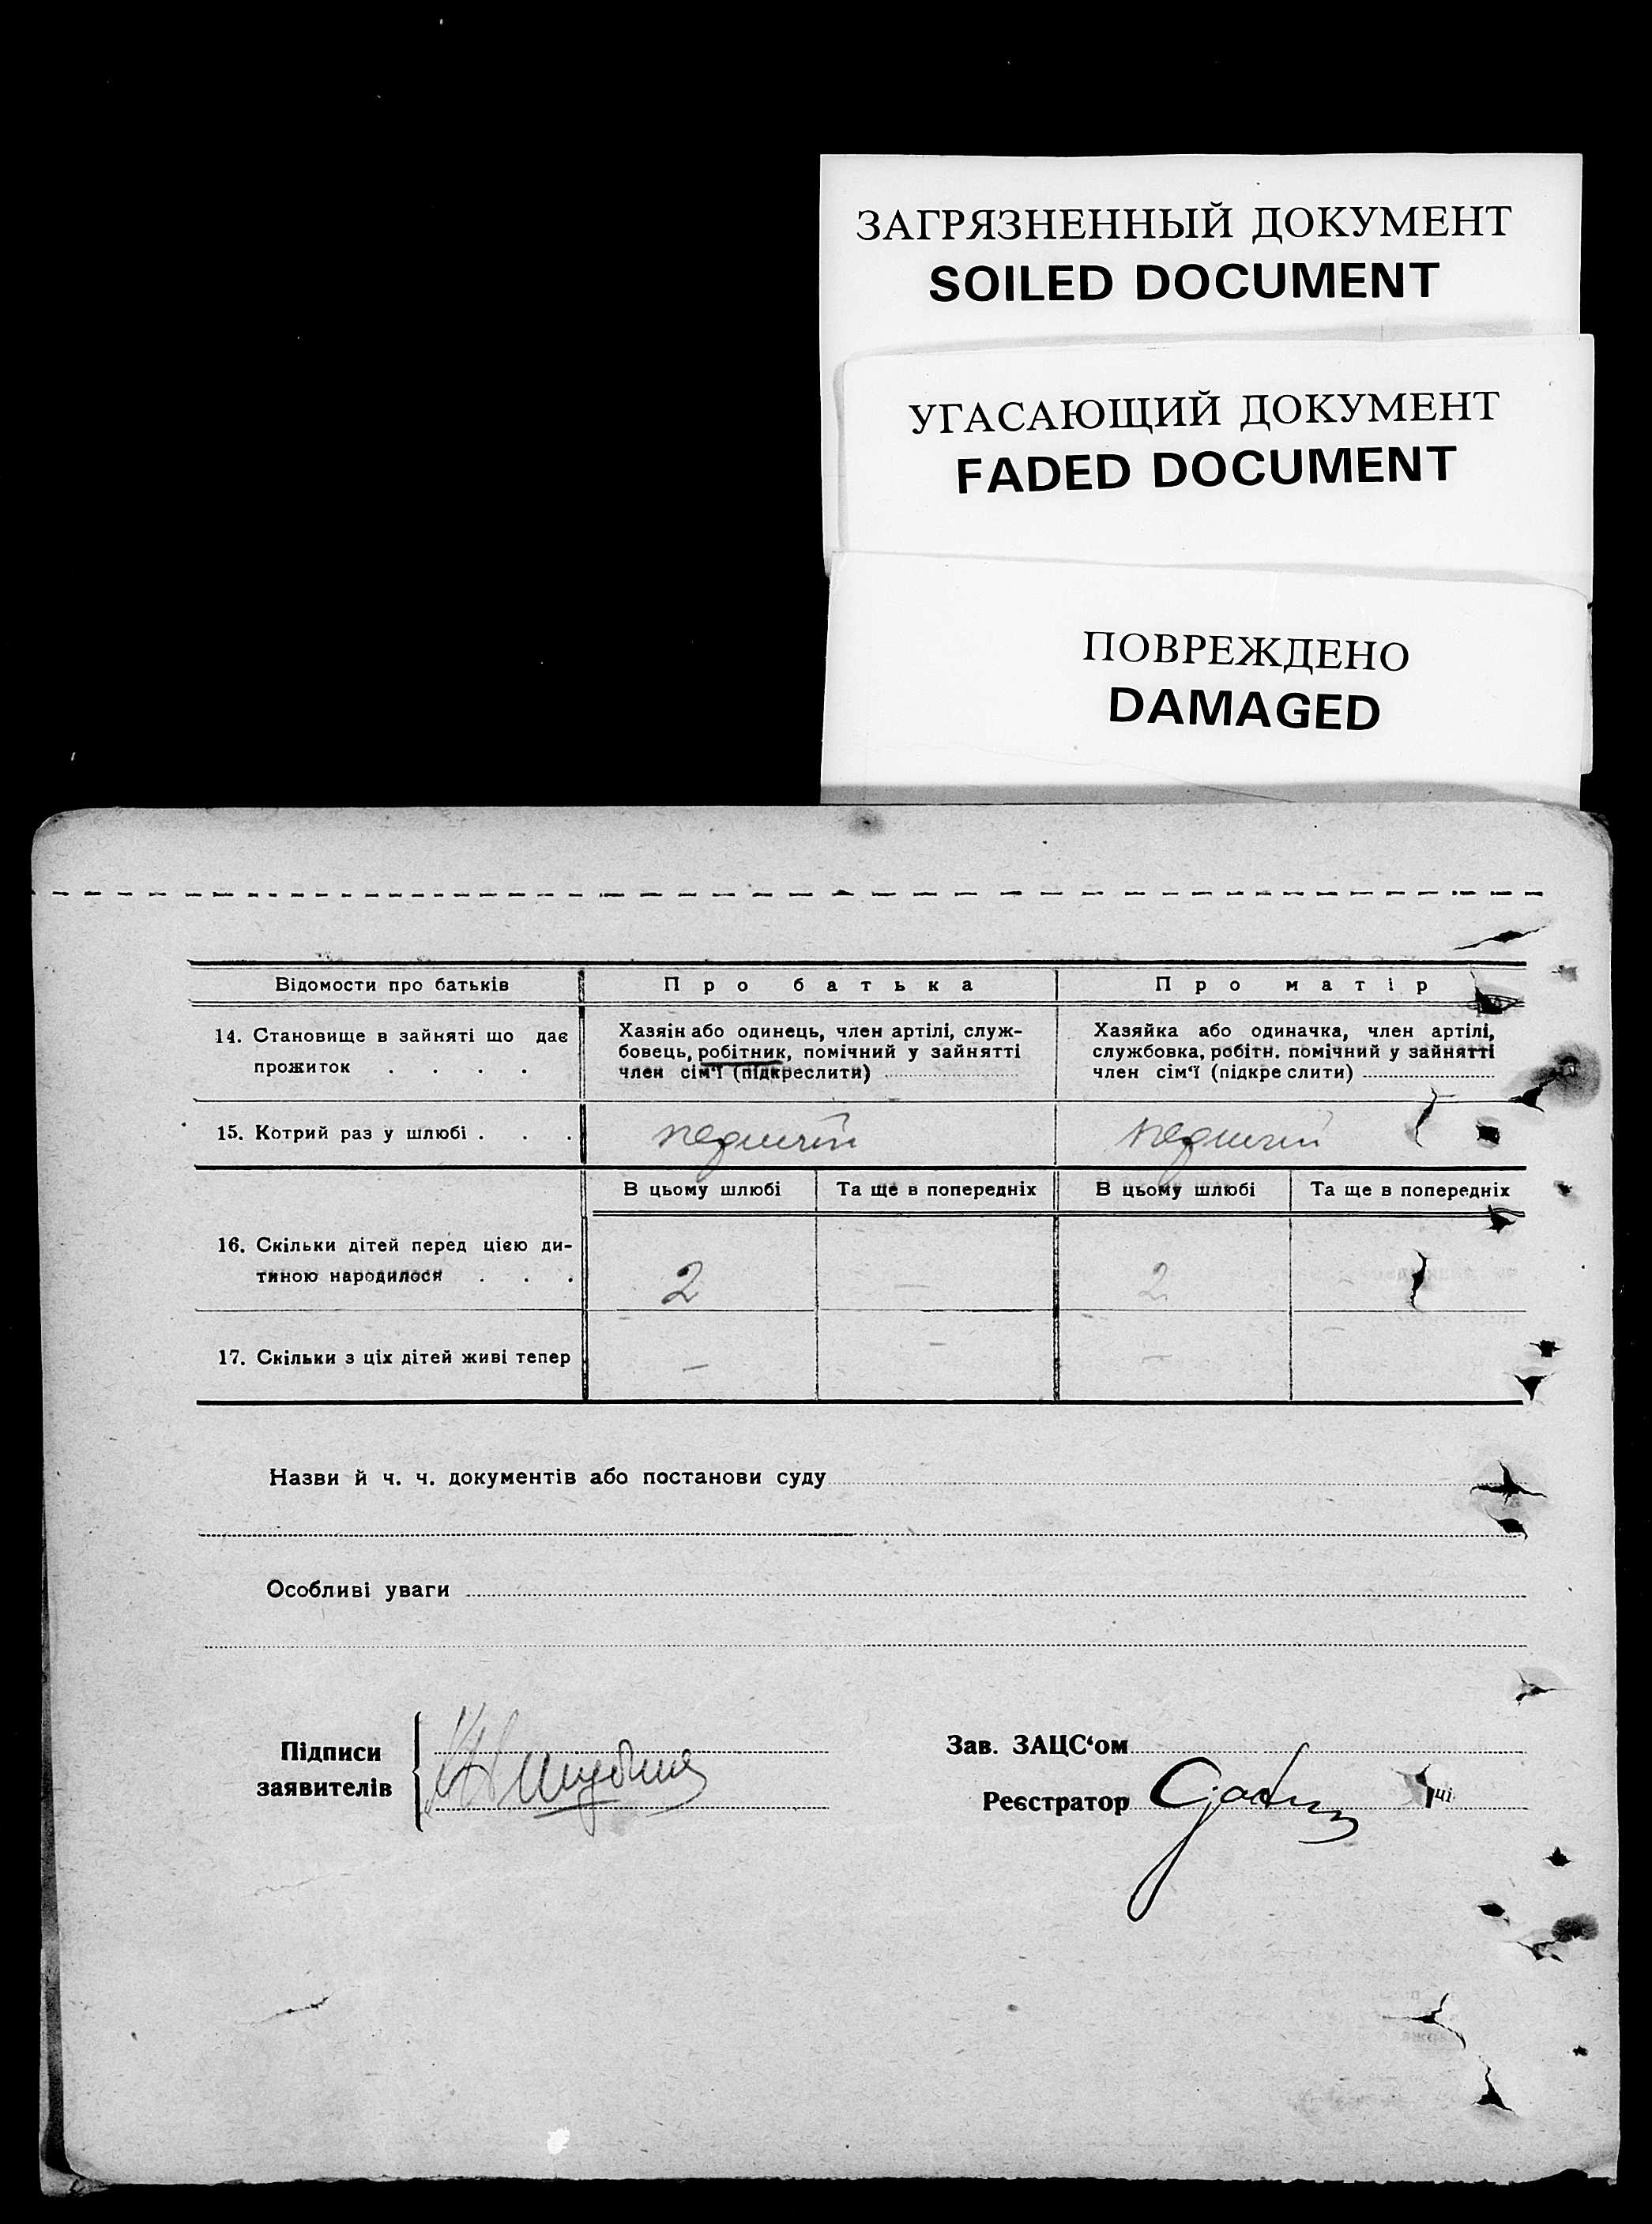 ЗАГРЯЗНЕННЫЙ ДОКУМЕНТ
SOILED DOCUMENT
УГАСАЮЩИЙ ДОКУМЕНТ
FADED DOCUMENT
ПОВРЕЖДЕНО
DAMAGED
Відомости про батьків
Про батька
Про матір
14. Становище в зайняті що дає
прожиток . . . .
Хазяін або одинець, член артілі, служ-
бовець, робітник, помічний у зайнятті
член сім‘ї (підкреслити)
Хазяйка або одиначка, член артілі,
службовка, робітн. помічний у зайнятті
член сім‘ї (підкреслити)
15. Котрий раз у шлюбі . . .
В цьому шлюбі
Та ще в попередніх
В цьому шлюбі
Та ще в попередніх
16. Скільки дітей перед цією ди-
тиною народилося . . .
2
–
2
–
17. Скільки з ціх дітей живі тепер
–
–
–
–
Назви й ч. ч. документів або постанови суду
Особливі уваги
Підписи
заявителів
Зав. ЗАЦС‘ом
Реєстратор